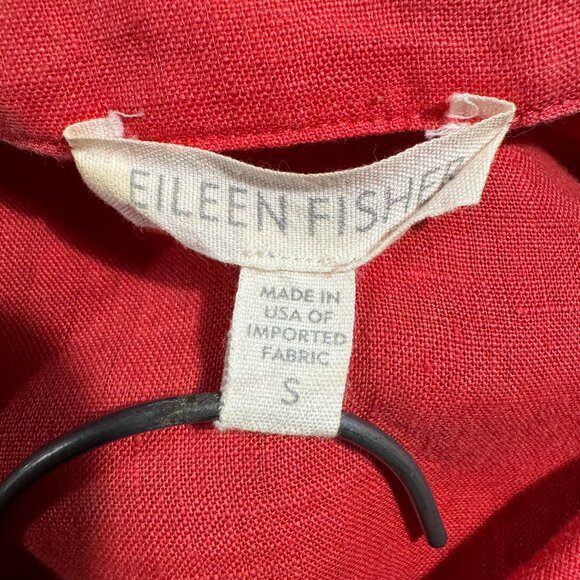 EILEEN FISHER
MADE IN
USA OF
IMPORTED
FABRIC
S